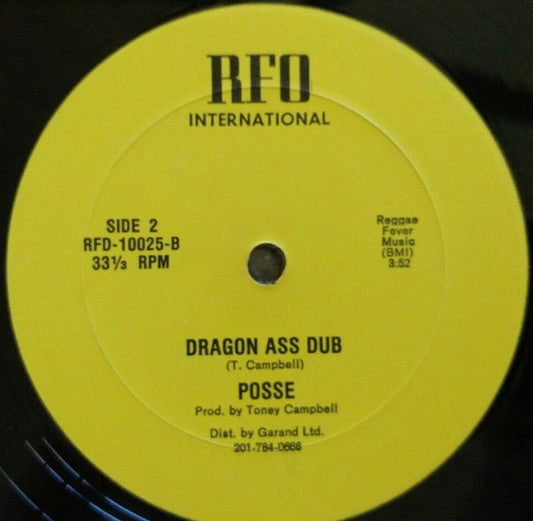 RFO
INTERNATIONAL
SIDE 2
RFD-10025-B
33⅓ RPM
Reggae
Fever
Music
(BMI)
3:52
DRAGON ASS DUB
(T. Campbell)
POSSE
Prod. by Toney Campbell
Dist. by Garand Ltd.
201-784-0666